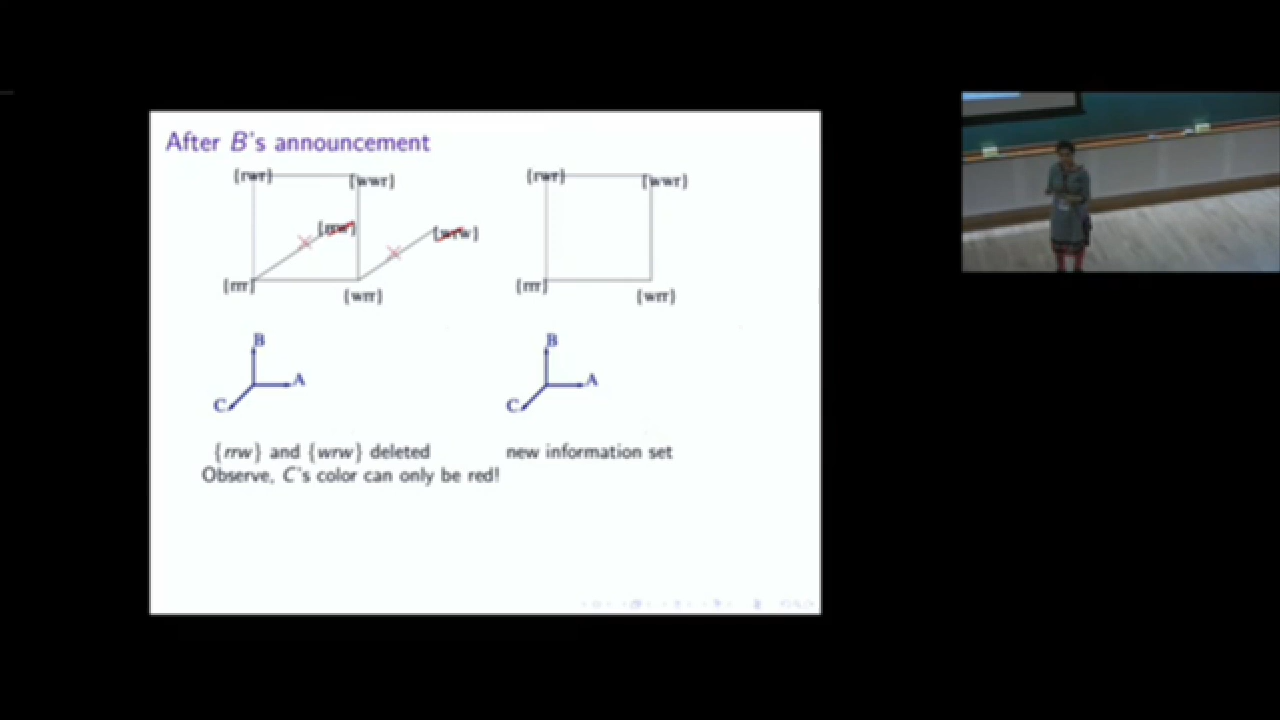 After B's announcement
{rwr} {wwr} {rwr} {wwr}
{rrw} {wrw}
{rrr} {wrr} {rrr} {wrr}
B B
A A
C C
{rrw} and {wrw} deleted new information set
Observe, C's color can only be red!